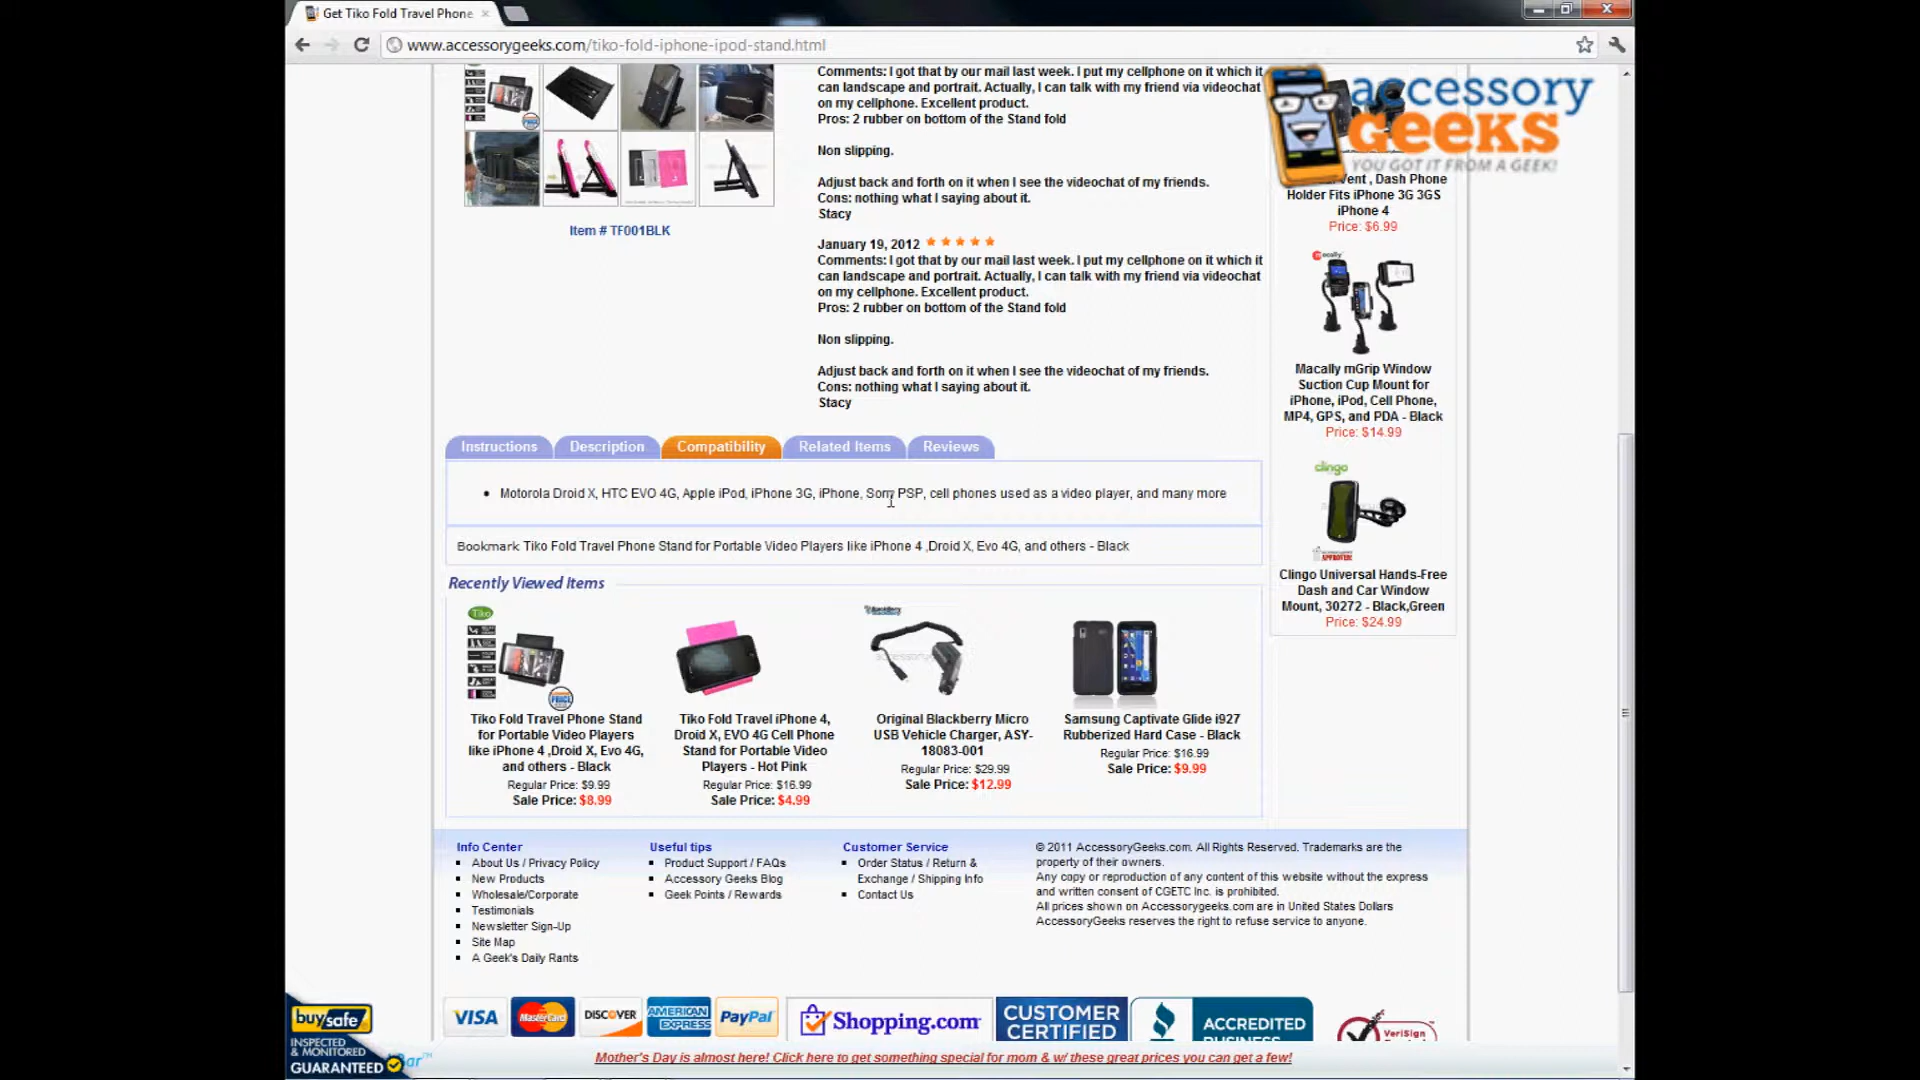 Get Tiko Fold Travel Phone
www.accessorygeeks.com/tiko-fold-iphone-ipod-stand.html
Item # TF001BLK
Comments: I got that by our mail last week. I put my cellphone on it which it
can landscape and portrait. Actually, I can talk with my friend via videochat
on my cellphone. Excellent product.
Pros: 2 rubber on bottom of the Stand fold
Non slipping.
Adjust back and forth on it when I see the videochat of my friends.
Cons: nothing what I saying about it.
Stacy
January 19, 2012
Comments: I got that by our mail last week. I put my cellphone on it which it
can landscape and portrait. Actually, I can talk with my friend via videochat
on my cellphone. Excellent product.
Pros: 2 rubber on bottom of the Stand fold
Non slipping.
Adjust back and forth on it when I see the videochat of my friends.
Cons: nothing what I saying about it.
Stacy
accessory
GEEKS
YOU GOT IT FROM A GEEK!
Vent , Dash Phone
Holder Fits iPhone 3G 3GS
iPhone 4
Price: $6.99
macally
Macally mGrip Window
Suction Cup Mount for
iPhone, iPod, Cell Phone,
MP4, GPS, and PDA - Black
Price: $14.99
clingo
Clingo Universal Hands-Free
Dash and Car Window
Mount, 30272 - Black,Green
Price: $24.99
Instructions
Description
Compatibility
Related Items
Reviews
Motorola Droid X, HTC EVO 4G, Apple iPod, iPhone 3G, iPhone, Sony PSP, cell phones used as a video player, and many more
Bookmark Tiko Fold Travel Phone Stand for Portable Video Players like iPhone 4 ,Droid X, Evo 4G, and others - Black
Recently Viewed Items
Tiko
Tiko Fold Travel Phone Stand
for Portable Video Players
like iPhone 4 ,Droid X, Evo 4G,
and others - Black
Regular Price: $9.99
Sale Price: $8.99
Tiko Fold Travel iPhone 4,
Droid X, EVO 4G Cell Phone
Stand for Portable Video
Players - Hot Pink
Regular Price: $16.99
Sale Price: $4.99
Original Blackberry Micro
USB Vehicle Charger, ASY-
18083-001
Regular Price: $29.99
Sale Price: $12.99
Samsung Captivate Glide i927
Rubberized Hard Case - Black
Regular Price: $16.99
Sale Price: $9.99
Info Center
About Us / Privacy Policy
New Products
Wholesale/Corporate
Testimonials
Newsletter Sign-Up
Site Map
A Geek's Daily Rants
Useful tips
Product Support / FAQs
Accessory Geeks Blog
Geek Points / Rewards
Customer Service
Order Status / Return &
Exchange / Shipping Info
Contact Us
© 2011 AccessoryGeeks.com. All Rights Reserved. Trademarks are the
property of their owners.
Any copy or reproduction of any content of this website without the express
and written consent of CGETC Inc. is prohibited.
All prices shown on Accessorygeeks.com are in United States Dollars
AccessoryGeeks reserves the right to refuse service to anyone.
VISA
MasterCard
DISCOVER
AMERICAN
EXPRESS
PayPal
Shopping.com
CUSTOMER
CERTIFIED
ACCREDITED
BUSINESS
VeriSign
buySafe
INSPECTED
& MONITORED
GUARANTEED
Bar™
Mother's Day is almost here! Click here to get something special for mom & w/ these great prices you can get a few!